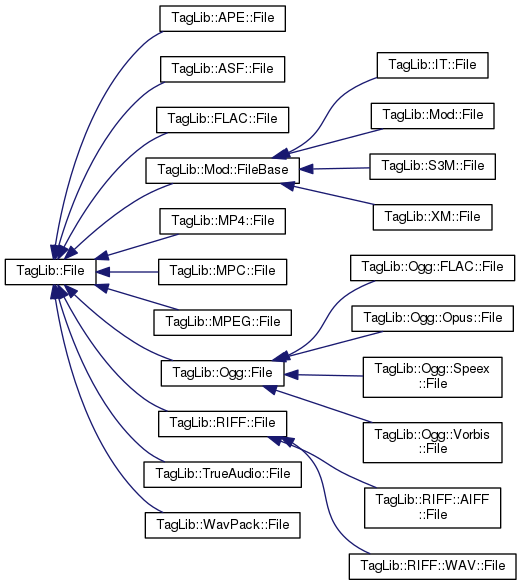 TagLib::APE::File
TagLib::ASF::File
TagLib::IT::File
TagLib::FLAC::File
TagLib::Mod::File
TagLib::Mod::FileBase
TagLib::S3M::File
TagLib::MP4::File
TagLib::XM::File
TagLib::File
TagLib::MPC::File
TagLib::Ogg::FLAC::File
TagLib::MPEG::File
TagLib::Ogg::Opus::File
TagLib::Ogg::File
TagLib::Ogg::Speex
::File
TagLib::RIFF::File
TagLib::Ogg::Vorbis
::File
TagLib::TrueAudio::File
TagLib::RIFF::AIFF
::File
TagLib::WavPack::File
TagLib::RIFF::WAV::File